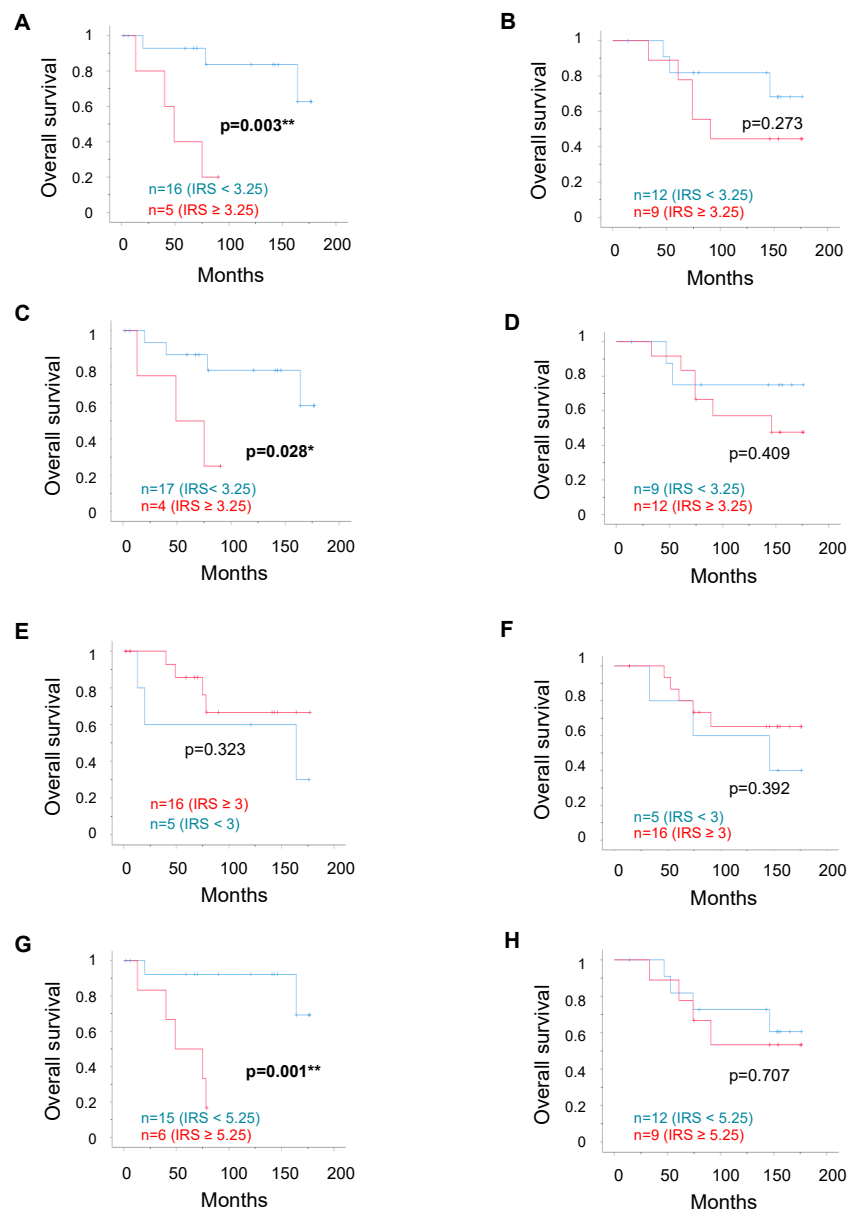 A
Overall survival
1
0.8
0.6
0.4
0.2
0
p=0.003**
n=16 (IRS < 3.25)
n=5 (IRS ≥ 3.25)
0 50 100 150 200
Months
B
Overall survival
1
0.8
0.6
0.4
0.2
0
p=0.273
n=12 (IRS < 3.25)
n=9 (IRS ≥ 3.25)
0 50 100 150 200
Months
C
Overall survival
1
0.8
0.6
0.4
0.2
0
p=0.028*
n=17 (IRS< 3.25)
n=4 (IRS ≥ 3.25)
0 50 100 150 200
Months
D
Overall survival
1
0.8
0.6
0.4
0.2
0
p=0.409
n=9 (IRS < 3.25)
n=12 (IRS ≥ 3.25)
0 50 100 150 200
Months
E
Overall survival
1
0.8
0.6
0.4
0.2
0
p=0.323
n=16 (IRS ≥ 3)
n=5 (IRS < 3)
0 50 100 150 200
Months
F
Overall survival
1
0.8
0.6
0.4
0.2
0
p=0.392
n=5 (IRS < 3)
n=16 (IRS ≥ 3)
0 50 100 150 200
Months
G
Overall survival
1
0.8
0.6
0.4
0.2
0
p=0.001**
n=15 (IRS < 5.25)
n=6 (IRS ≥ 5.25)
0 50 100 150 200
Months
H
Overall survival
1
0.8
0.6
0.4
0.2
0
p=0.707
n=12 (IRS < 5.25)
n=9 (IRS ≥ 5.25)
0 50 100 150 200
Months